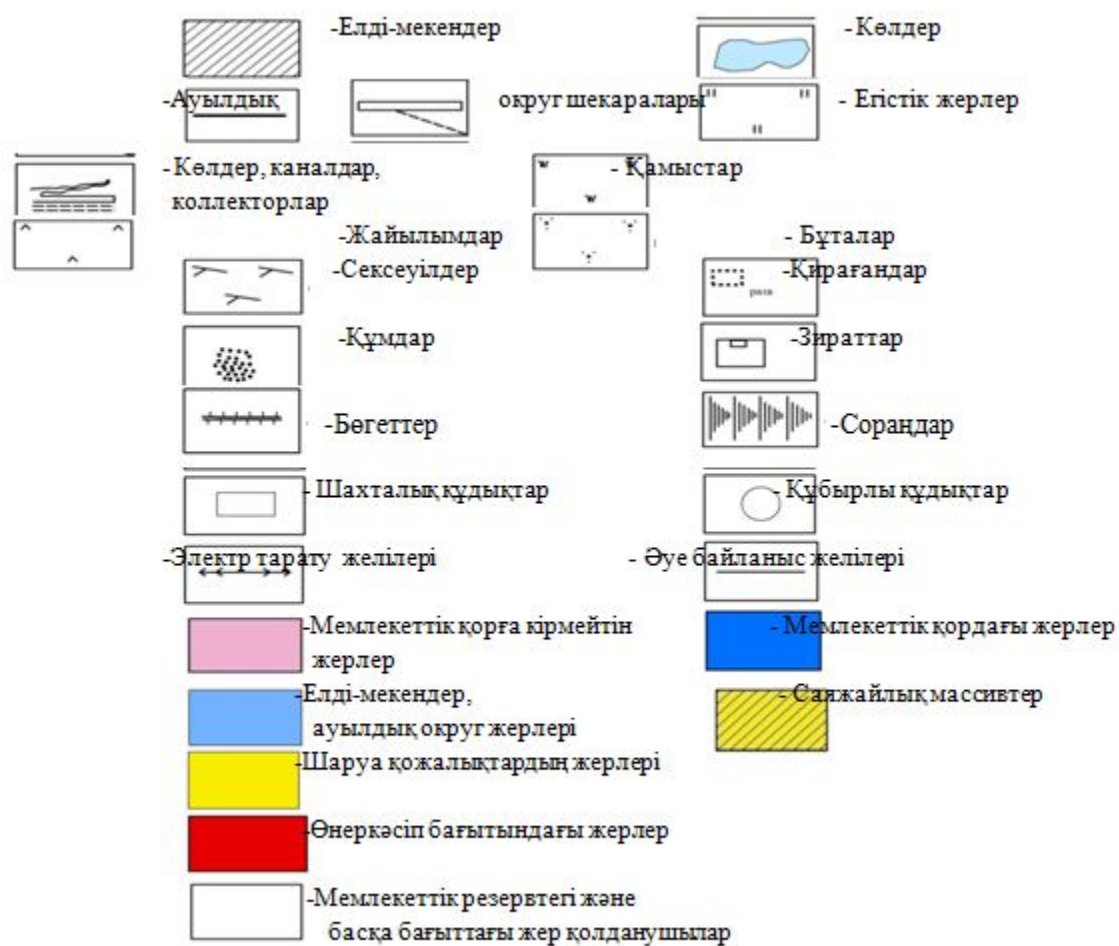 -Елді-мекендер
- Көлдер
-Ауылдық округ шекаралары
- Егістік жерлер
- Көлдер, каналдар,
коллекторлар
- Қамыстар
-Жайылымдар
- Бұталар
-Сексеуілдер
-Қирағандар
разв
-Құмдар
-Зираттар
-Бөгеттер
-Сораңдар
- Шахталық құдықтар
- Құбырлы құдықтар
-Электр тарату желілері
- Әуе байланыс желілері
-Мемлекеттік қорға кірмейтін
жерлер
- Мемлекеттік қордағы жерлер
-Елді-мекендер,
ауылдық округ жерлері
- Саяжайлық массивтер
-Шаруа қожалықтардың жерлері
-Өнеркәсіп бағытындағы жерлер
-Мемлекеттік резервтегі және
басқа бағыттағы жер қолданушылар